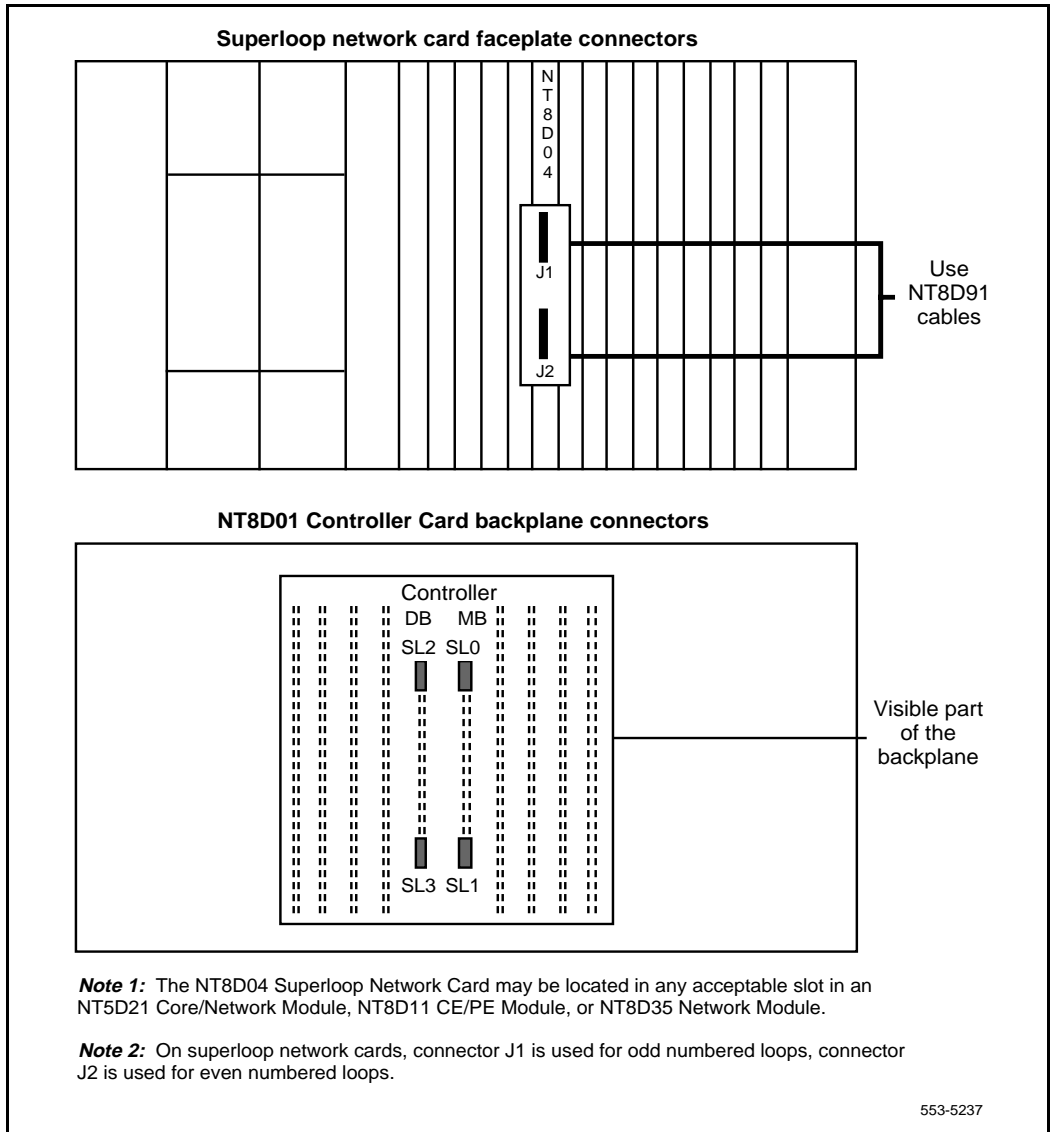 Superloop network card faceplate connectors
NT8D04
J1
J2
Use
NT8D91
cables
NT8D01 Controller Card backplane connectors
Controller
DB MB
SL2 SL0
SL3 SL1
Visible part
of the
backplane
Note 1: The NT8D04 Superloop Network Card may be located in any acceptable slot in an
NT5D21 Core/Network Module, NT8D11 CE/PE Module, or NT8D35 Network Module.
Note 2: On superloop network cards, connector J1 is used for odd numbered loops, connector
J2 is used for even numbered loops.
553-5237